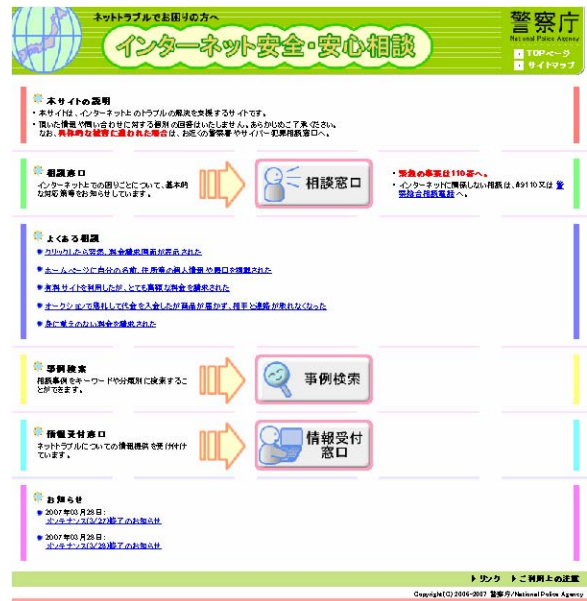 ネットトラブルでお困りの方へ
インターネット安全・安心相談
警察庁
National Police Agency
TOPページ
サイトマップ
本サイトの説明
・本サイトは、インターネット上のトラブルの解決を支援するサイトです。
・頂いた情報や問い合わせに対する個別の回答はいたしません。あらかじめご了承ください。
なお、具体的な被害に遭われた場合は、お近くの警察署やサイバー犯罪相談窓口へ。
相談窓口
インターネット上での困りごとについて、基本的
な対応策等をお知らせしています。
相談窓口
・緊急の事案は110番へ。
・インターネットに関係しない相談は、#9110又は 警
察総合相談電話 へ。
よくある相談
クリックしたら突然、料金請求画面が表示された
ホームページに自分の名前、住所等の個人情報や悪口を掲載された
有料サイトを利用したが、とても高額な料金を請求された
オークションで落札して代金を入金したが商品が届かず、相手と連絡が取れなくなった
身に覚えのない料金を請求された
事例検索
相談事例をキーワードや分類別に検索するこ
とができます。
事例検索
情報受付窓口
ネットトラブルについての情報提供を受け付け
ています。
情報受付
窓口
お知らせ
2007年03月28日:
メンテナンス(3/27)終了のお知らせ
2007年03月28日:
メンテナンス(3/28)終了のお知らせ
リンク
ご利用上の注意
Copyright(C) 2006-2007 警察庁/National Police Agency